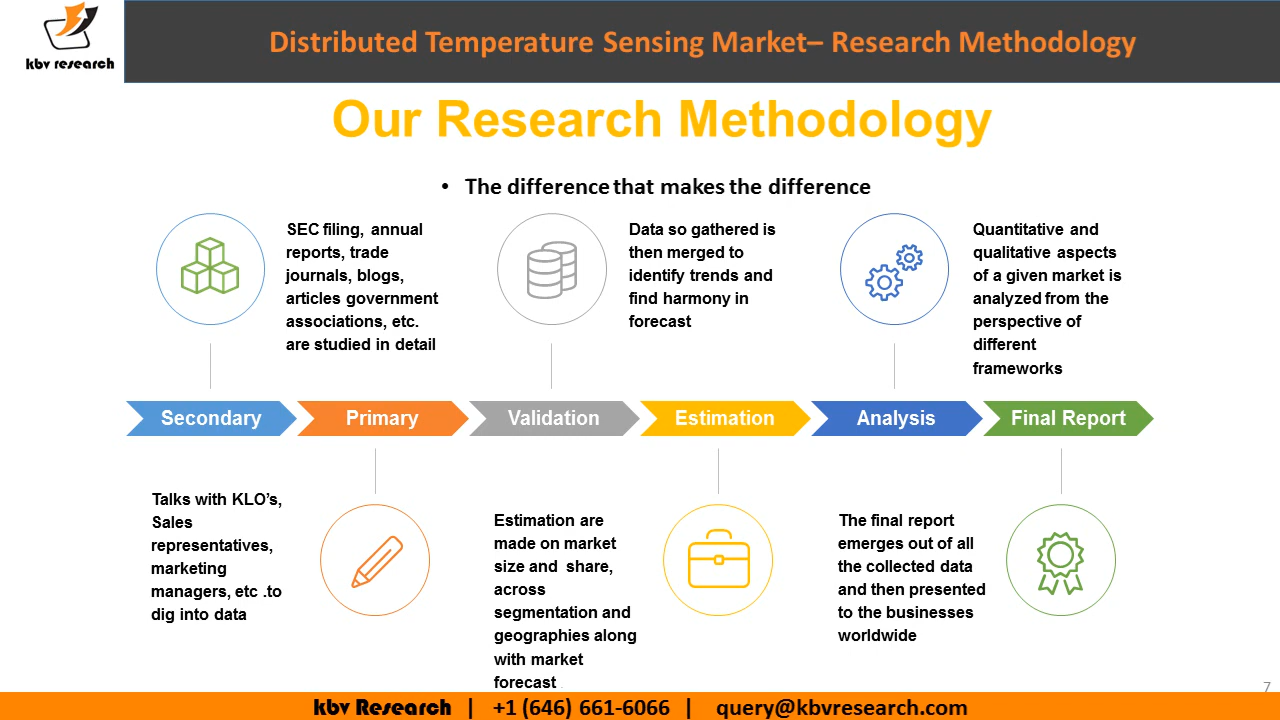 kbv research
Distributed Temperature Sensing Market– Research Methodology
Our Research Methodology
• The difference that makes the difference
SEC filing, annual
reports, trade
journals, blogs,
articles government
associations, etc.
are studied in detail
Data so gathered is
then merged to
identify trends and
find harmony in
forecast
Quantitative and
qualitative aspects
of a given market is
analyzed from the
perspective of
different
frameworks
Secondary
Primary
Validation
Estimation
Analysis
Final Report
Talks with KLO’s,
Sales
representatives,
marketing
managers, etc .to
dig into data
Estimation are
made on market
size and share,
across
segmentation and
geographies along
with market
forecast .
The final report
emerges out of all
the collected data
and then presented
to the businesses
worldwide
7
kbv Research | +1 (646) 661-6066 | query@kbvresearch.com